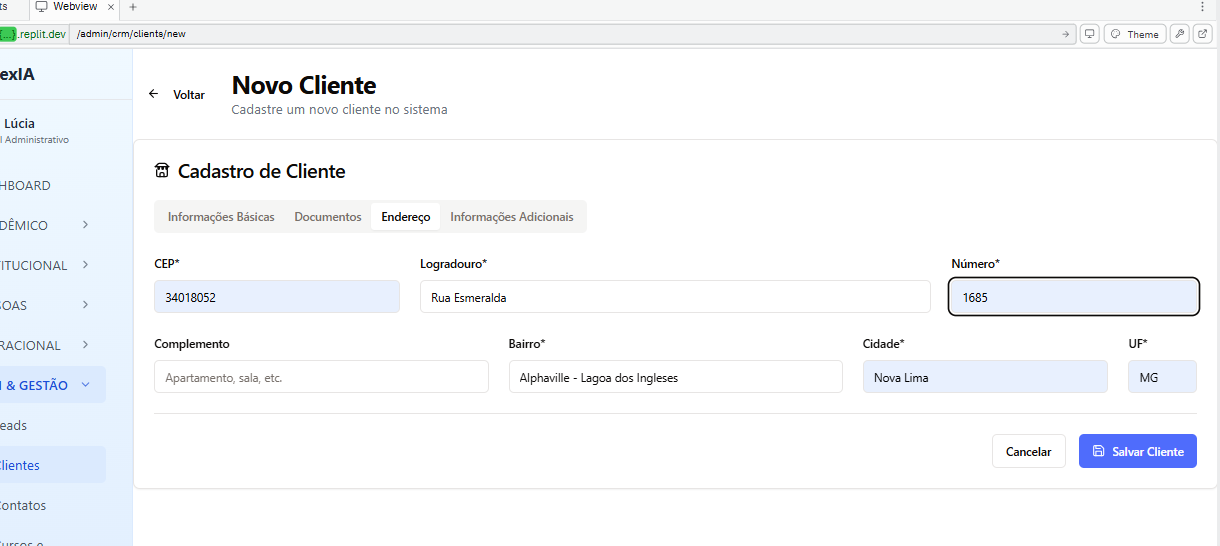 ts Webview × +
{...}.replit.dev /admin/crm/clients/new Theme
exIA
Lúcia
l Administrativo
HBOARD
DÊMICO
ITUCIONAL
SOAS
RACIONAL
& GESTÃO
eads
lientes
ontatos
Voltar
Novo Cliente
Cadastre um novo cliente no sistema
Cadastro de Cliente
Informações Básicas Documentos Endereço Informações Adicionais
CEP* Logradouro* Número*
34018052 Rua Esmeralda 1685
Complemento Bairro* Cidade* UF*
Apartamento, sala, etc. Alphaville - Lagoa dos Ingleses Nova Lima MG
Cancelar Salvar Cliente